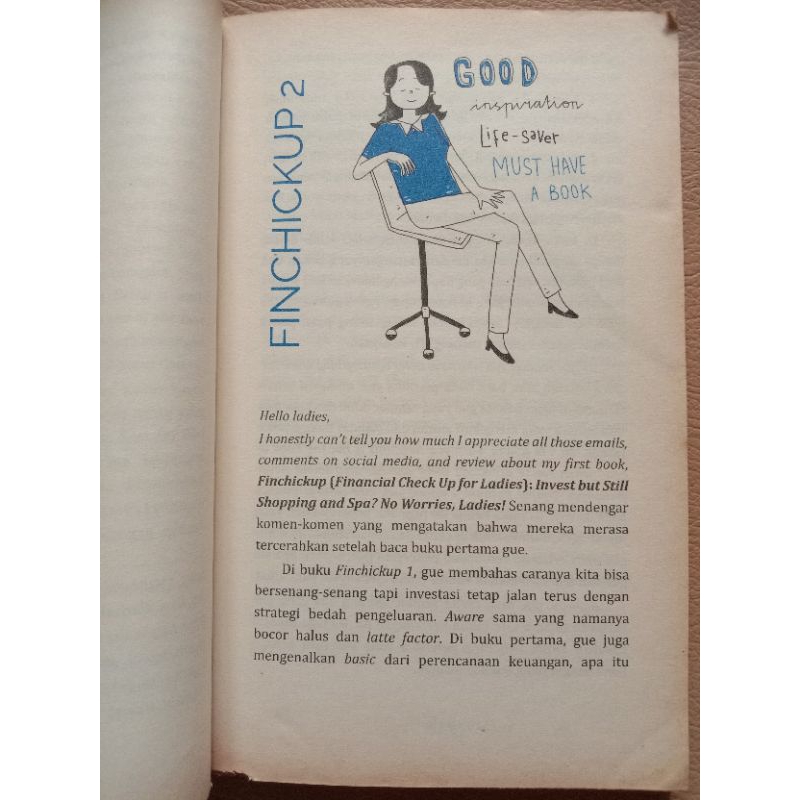 FINCHICKUP 2
GOOD
inspiration
Life-saver
MUST HAVE
A BOOK
Hello ladies,
I honestly can't tell you how much I appreciate all those emails,
comments on social media, and review about my first book,
Finchickup (Financial Check Up for Ladies): Invest but Still
Shopping and Spa? No Worries, Ladies! Senang mendengar
komen-komen yang mengatakan bahwa mereka merasa
tercerahkan setelah baca buku pertama gue.
Di buku Finchickup 1, gue membahas caranya kita bisa
bersenang-senang tapi investasi tetap jalan terus dengan
strategi bedah pengeluaran. Aware sama yang namanya
bocor halus dan latte factor. Di buku pertama, gue juga
mengenalkan basic dari perencanaan keuangan, apa itu